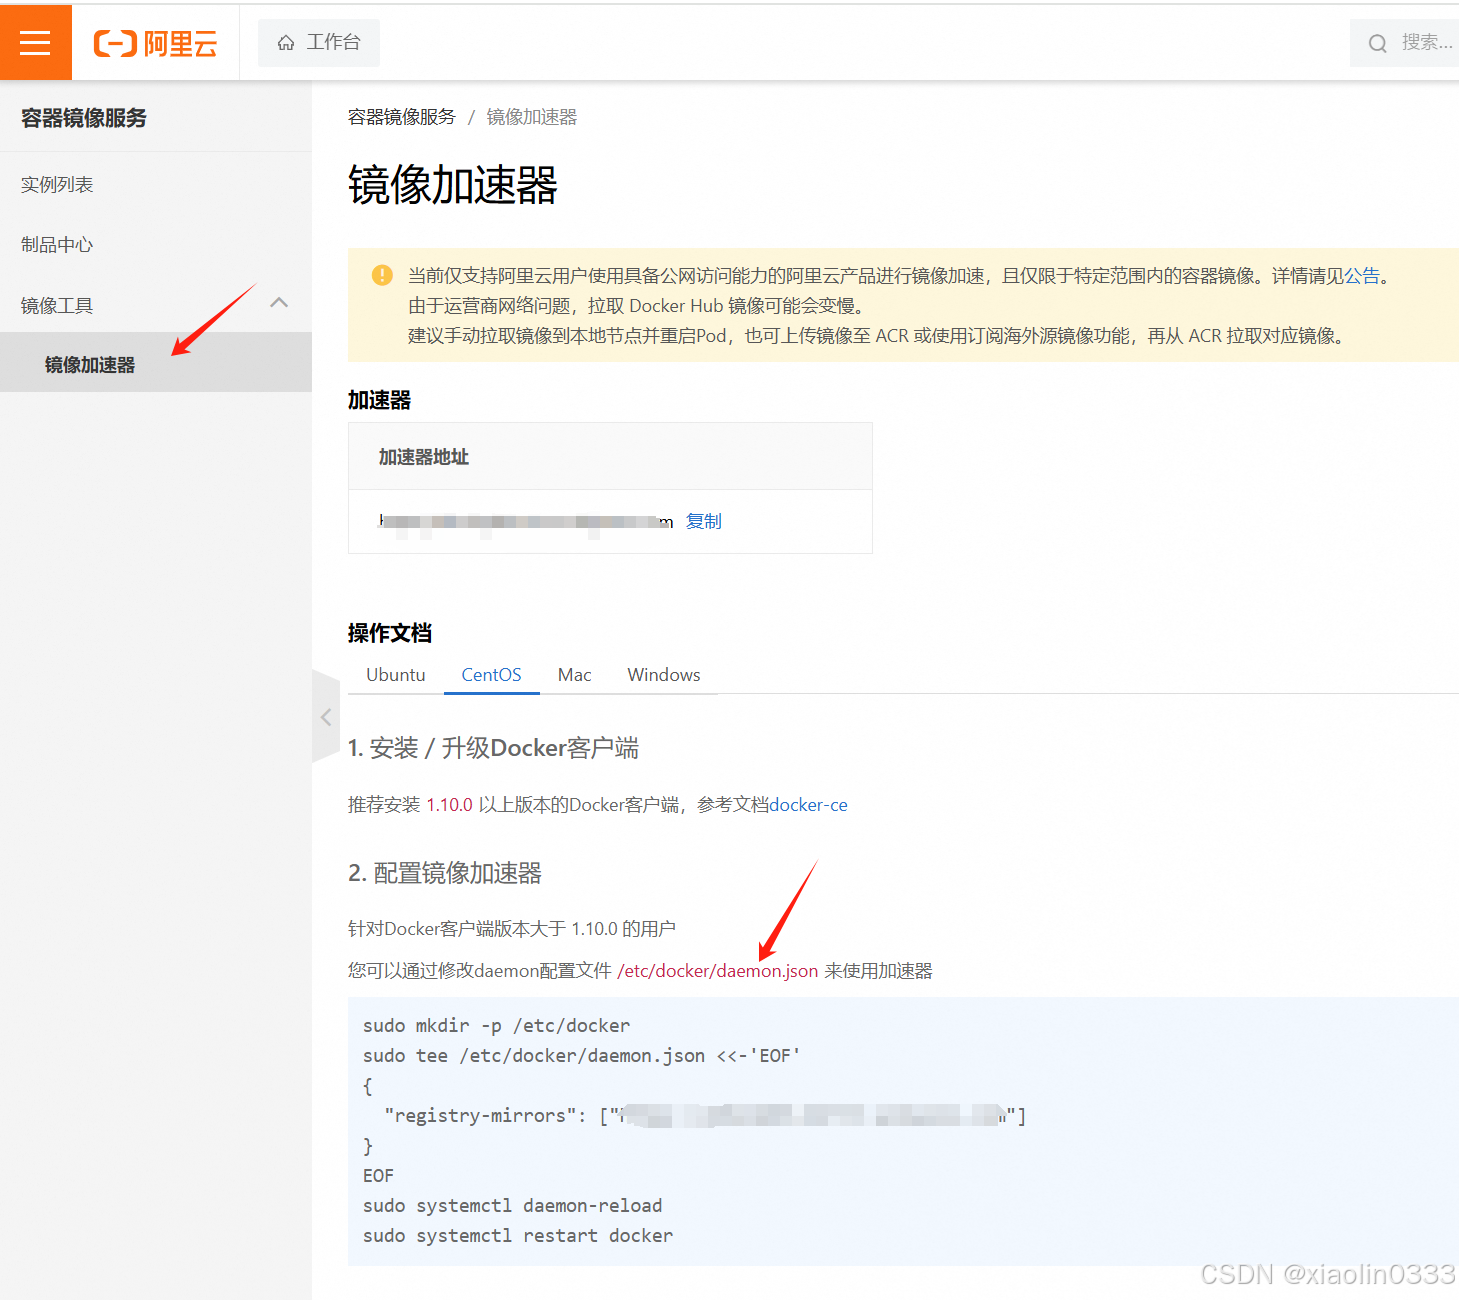 阿里云
工作台
搜索...
容器镜像服务
实例列表
制品中心
镜像工具
镜像加速器
容器镜像服务 / 镜像加速器
镜像加速器
当前仅支持阿里云用户使用具备公网访问能力的阿里云产品进行镜像加速，且仅限于特定范围内的容器镜像。详情请见公告。
由于运营商网络问题，拉取 Docker Hub 镜像可能会变慢。
建议手动拉取镜像到本地节点并重启Pod，也可上传镜像至 ACR 或使用订阅海外源镜像功能，再从 ACR 拉取对应镜像。
加速器
加速器地址
复制
操作文档
Ubuntu CentOS Mac Windows
1. 安装 / 升级Docker客户端
推荐安装 1.10.0 以上版本的Docker客户端，参考文档docker-ce
2. 配置镜像加速器
针对Docker客户端版本大于 1.10.0 的用户
您可以通过修改daemon配置文件 /etc/docker/daemon.json 来使用加速器
sudo mkdir -p /etc/docker
sudo tee /etc/docker/daemon.json <<-'EOF'
{
"registry-mirrors": [" "]
}
EOF
sudo systemctl daemon-reload
sudo systemctl restart docker
CSDN @xiaolin0333